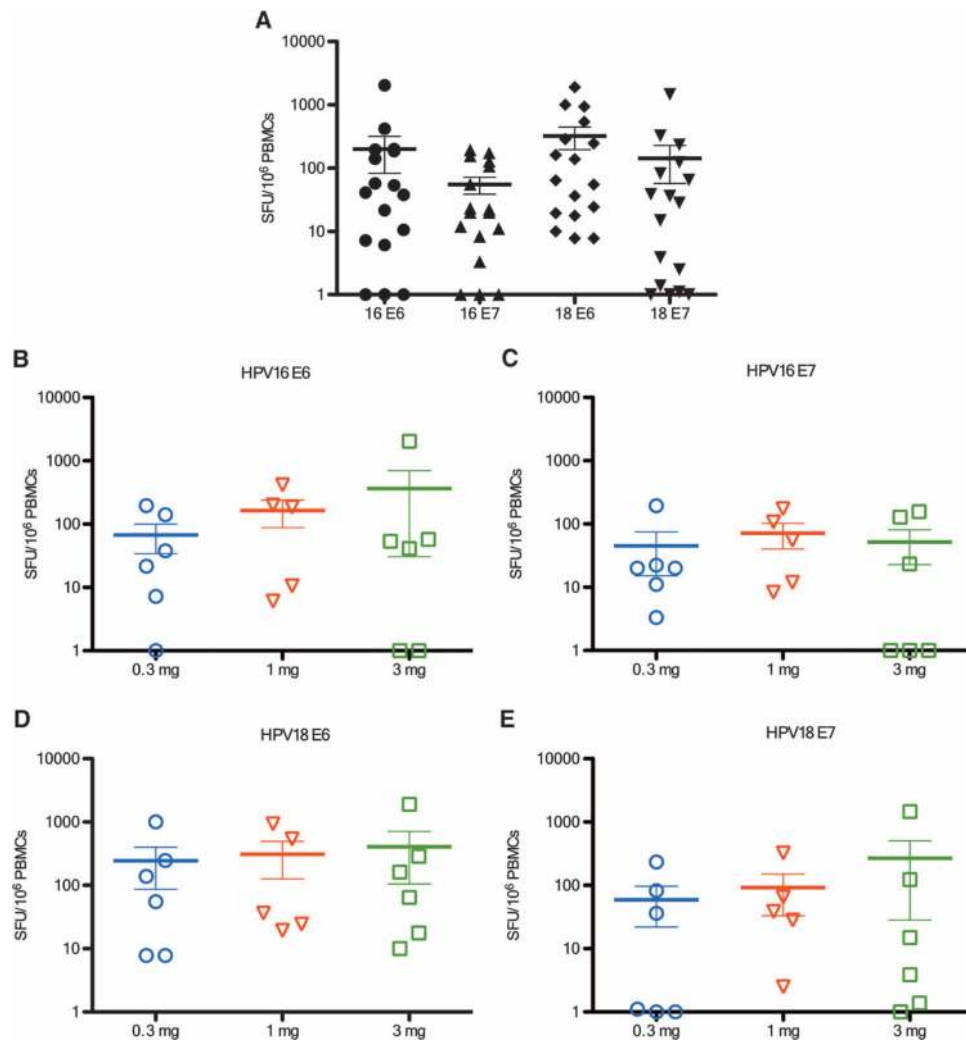 A
10000
1000
100
10
1
SFU/10⁶ PBMCs
16 E6 16 E7 18 E6 18 E7
B
HPV16 E6
10000
1000
100
10
1
SFU/10⁶ PBMCs
0.3 mg 1 mg 3 mg
C
HPV16 E7
10000
1000
100
10
1
SFU/10⁶ PBMCs
0.3 mg 1 mg 3 mg
D
HPV18 E6
10000
1000
100
10
1
SFU/10⁶ PBMCs
0.3 mg 1 mg 3 mg
E
HPV18 E7
10000
1000
100
10
1
SFU/10⁶ PBMCs
0.3 mg 1 mg 3 mg